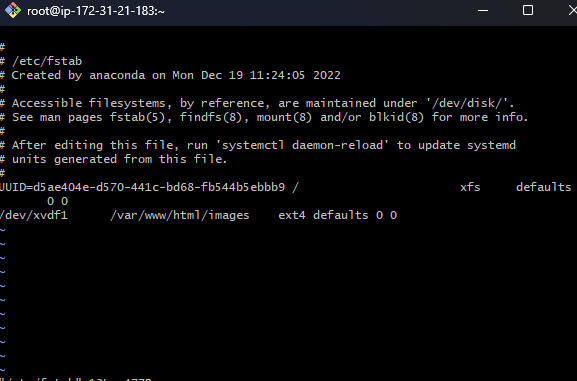 root@ip-172-31-21-183:~
#
# /etc/fstab
# Created by anaconda on Mon Dec 19 11:24:05 2022
#
# Accessible filesystems, by reference, are maintained under '/dev/disk/'.
# See man pages fstab(5), findfs(8), mount(8) and/or blkid(8) for more info.
#
# After editing this file, run 'systemctl daemon-reload' to update systemd
# units generated from this file.
#
UUID=d5ae404e-d570-441c-bd68-fb544b5ebbb9 /                       xfs     defaults
       0 0
/dev/xvdf1      /var/www/html/images    ext4 defaults 0 0
~
~
~
~
~
~
~
~
~
~
~